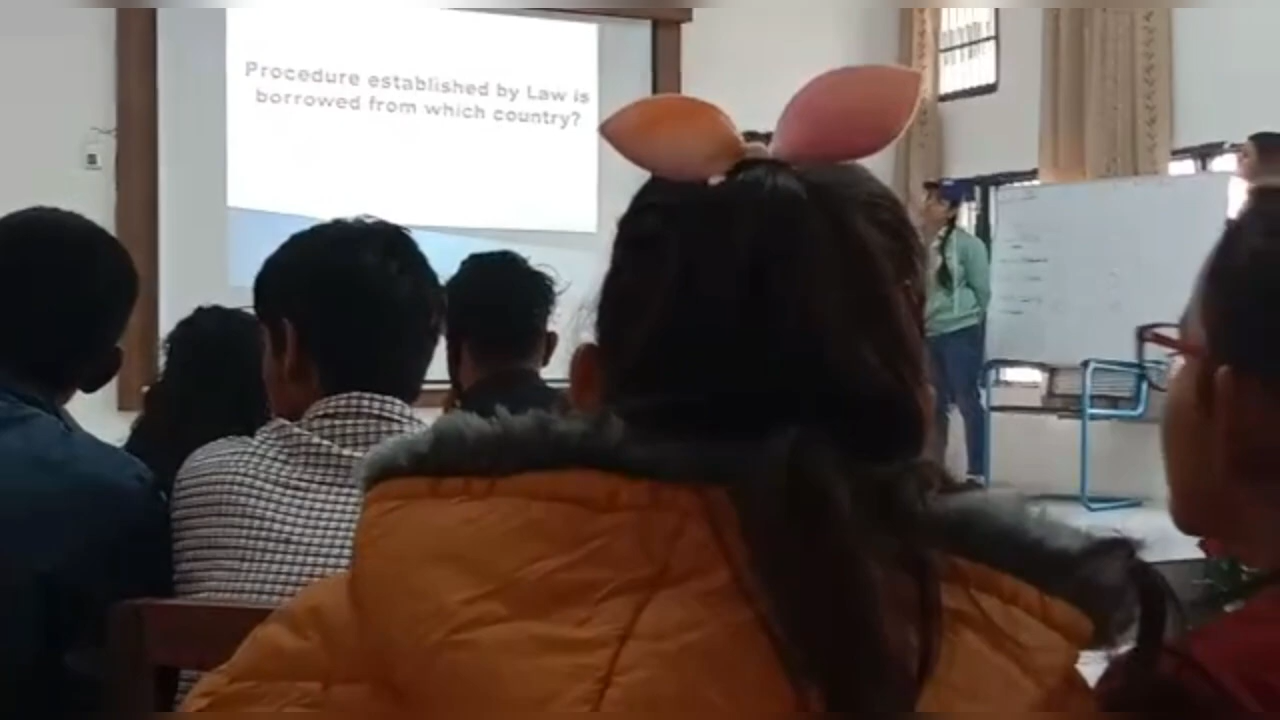 Procedure established by Law is
borrowed from which country?